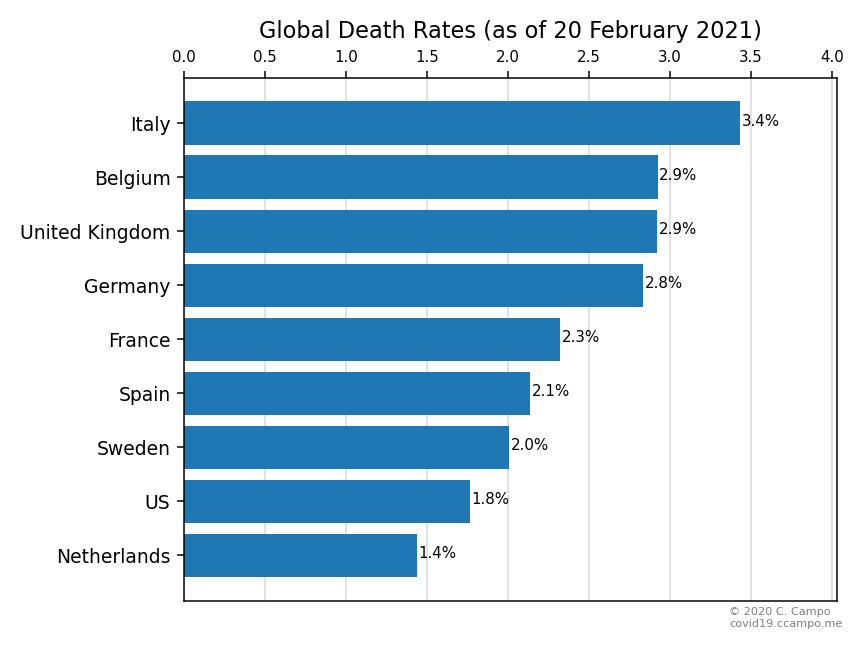 Global Death Rates (as of 20 February 2021)
0.0 0.5 1.0 1.5 2.0 2.5 3.0 3.5 4.0
Italy 3.4%
Belgium 2.9%
United Kingdom 2.9%
Germany 2.8%
France 2.3%
Spain 2.1%
Sweden 2.0%
US 1.8%
Netherlands 1.4%
© 2020 C. Campo
covid19.ccampo.me